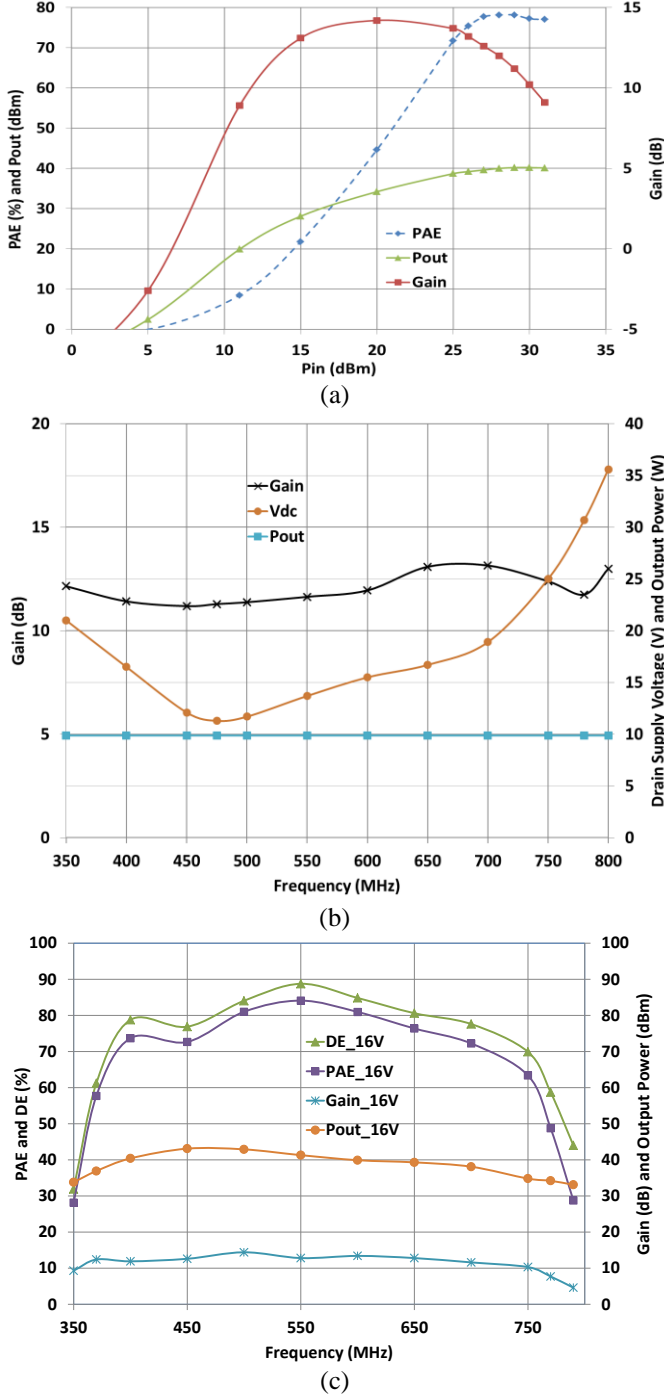 80
70
60
50
40
30
20
10
0
PAE (%) and Pout (dBm)
15
10
5
0
-5
Gain (dB)
PAE
Pout
Gain
0 5 10 15 20 25 30 35
Pin (dBm)
(a)
20
15
10
5
0
Gain (dB)
40
35
30
25
20
15
10
5
0
Drain Supply Voltage (V) and Output Power (W)
Gain
Vdc
Pout
350 400 450 500 550 600 650 700 750 800
Frequency (MHz)
(b)
100
90
80
70
60
50
40
30
20
10
0
PAE and DE (%)
100
90
80
70
60
50
40
30
20
10
0
Gain (dB) and Output Power (dBm)
DE_16V
PAE_16V
Gain_16V
Pout_16V
350 450 550 650 750
Frequency (MHz)
(c)